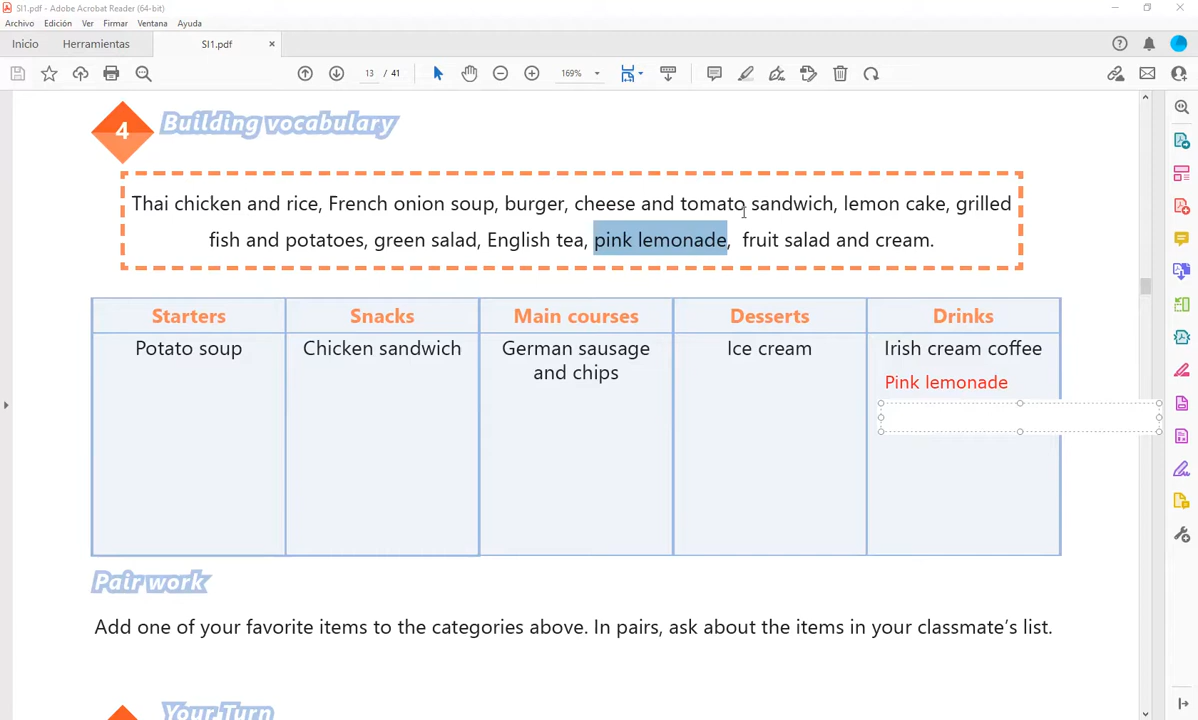 SI1.pdf - Adobe Acrobat Reader (64-bit)
Archivo Edición Ver Firmar Ventana Ayuda
Inicio Herramientas SI1.pdf ×
13 / 41 169%
4 Building vocabulary
Thai chicken and rice, French onion soup, burger, cheese and tomato sandwich, lemon cake, grilled
fish and potatoes, green salad, English tea, pink lemonade, fruit salad and cream.
Starters Snacks Main courses Desserts Drinks
Potato soup Chicken sandwich German sausage Ice cream Irish cream coffee
and chips
Pink lemonade
Pair work
Add one of your favorite items to the categories above. In pairs, ask about the items in your classmate's list.
Your Turn